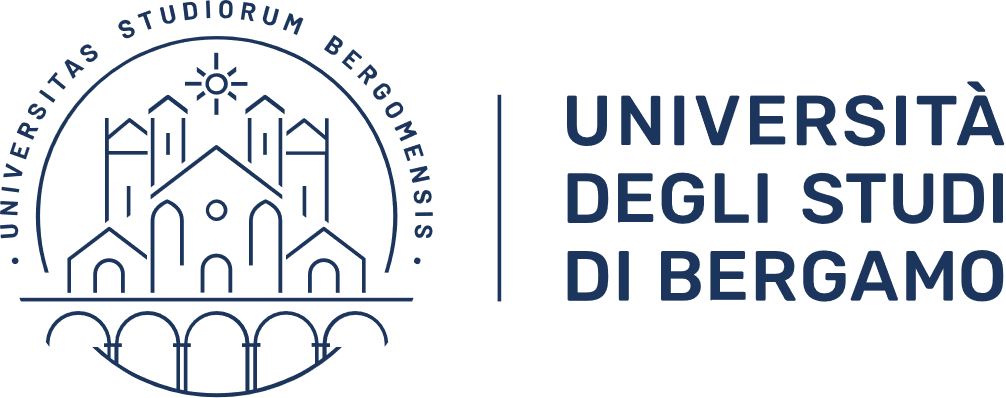 · UNIVERSITAS STUDIORUM BERGOMENSIS ·
UNIVERSITÀ
DEGLI STUDI
DI BERGAMO